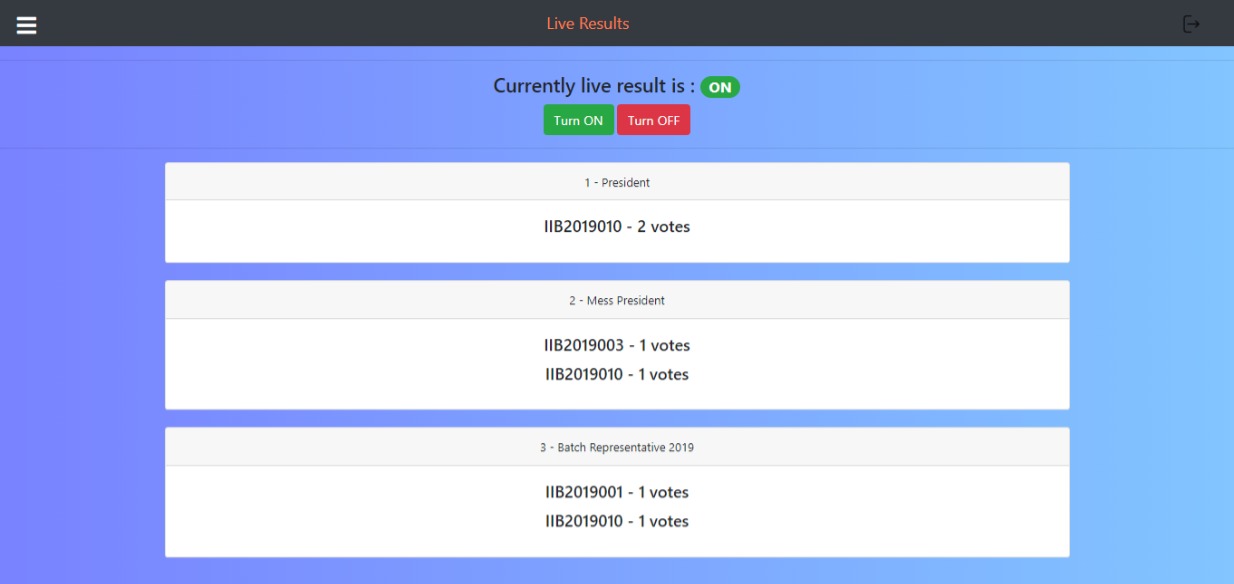 Live Results
Currently live result is : ON
Turn ON Turn OFF
1 - President
IIB2019010 - 2 votes
2 - Mess President
IIB2019003 - 1 votes
IIB2019010 - 1 votes
3 - Batch Representative 2019
IIB2019001 - 1 votes
IIB2019010 - 1 votes